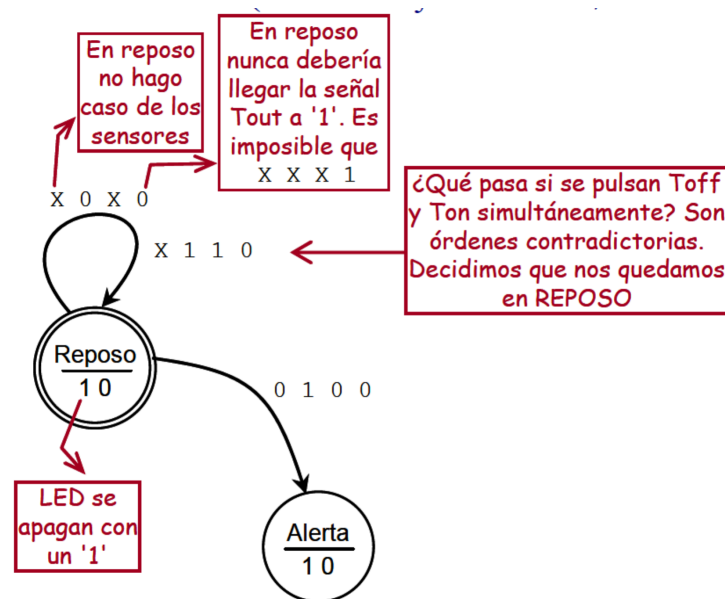 En reposo
no hago
caso de los
sensores
En reposo
nunca debería
llegar la señal
Tout a '1'. Es
imposible que
X X X 1
X 0 X 0
X 1 1 0
¿Qué pasa si se pulsan Toff
y Ton simultáneamente? Son
órdenes contradictorias.
Decidimos que nos quedamos
en REPOSO
Reposo
1 0
0 1 0 0
LED se
apagan con
un '1'
Alerta
1 0